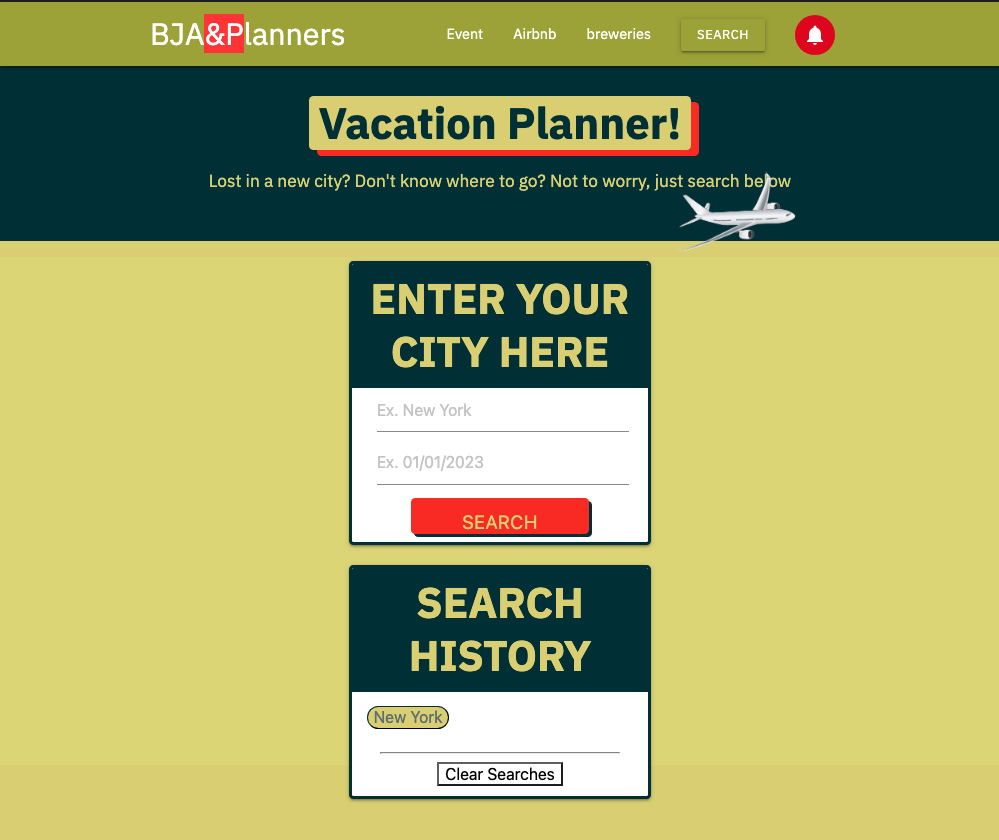 BJA&Planners
Event
Airbnb
breweries
SEARCH
Vacation Planner!
Lost in a new city? Don't know where to go? Not to worry, just search below
ENTER YOUR
CITY HERE
Ex. New York
Ex. 01/01/2023
SEARCH
SEARCH
HISTORY
New York
Clear Searches